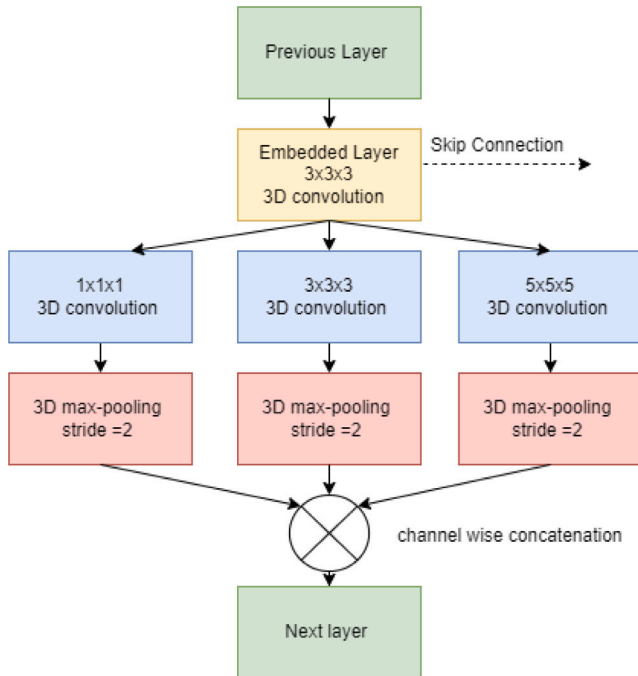 Previous Layer
Embedded Layer
3x3x3
3D convolution
Skip Connection
1x1x1
3D convolution
3x3x3
3D convolution
5x5x5
3D convolution
3D max-pooling
stride =2
3D max-pooling
stride =2
3D max-pooling
stride =2
channel wise concatenation
Next layer